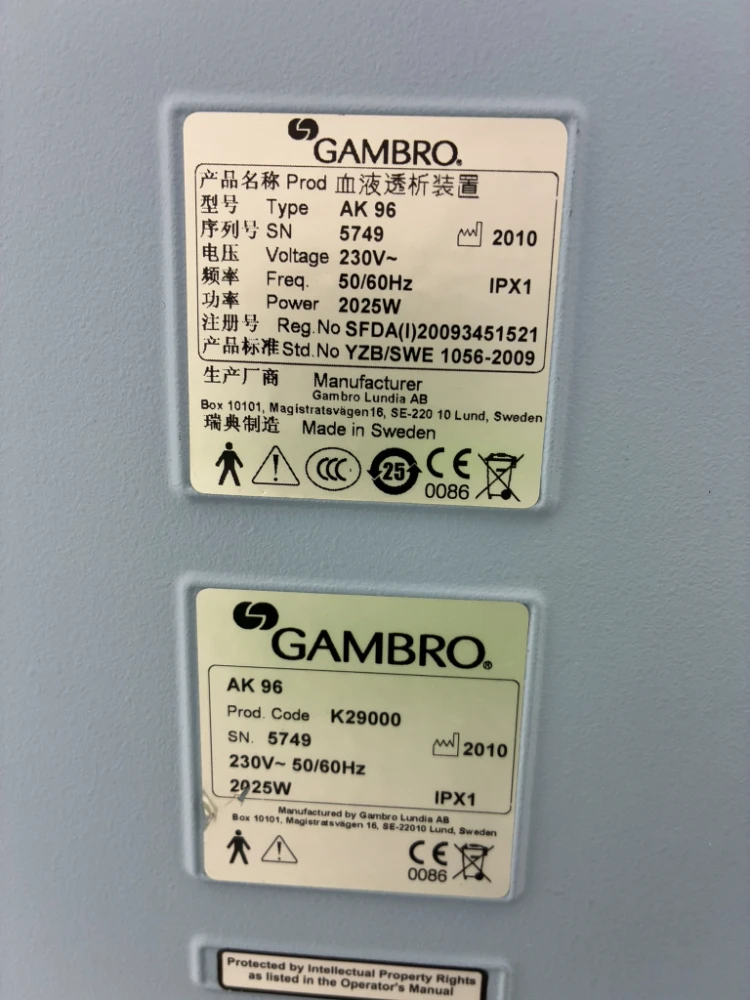 GAMBRO®
产品名称 Prod 血液透析装置
型号 Type AK 96
序列号 SN 5749 2010
电压 Voltage 230V~
频率 Freq. 50/60Hz IPX1
功率 Power 2025W
注册号 Reg.No SFDA(I)20093451521
产品标准 Std.No YZB/SWE 1056-2009
生产厂商 Manufacturer
Gambro Lundia AB
Box 10101, Magistratsvägen16, SE-220 10 Lund, Sweden
瑞典制造 Made in Sweden
CCC 25 CE 0086
GAMBRO®
AK 96
Prod. Code K29000
SN. 5749 2010
230V~ 50/60Hz
2025W IPX1
Manufactured by Gambro Lundia AB
Box 10101, Magistratsvägen 16, SE-22010 Lund, Sweden
CE 0086
Protected by Intellectual Property Rights
as listed in the Operator's Manual